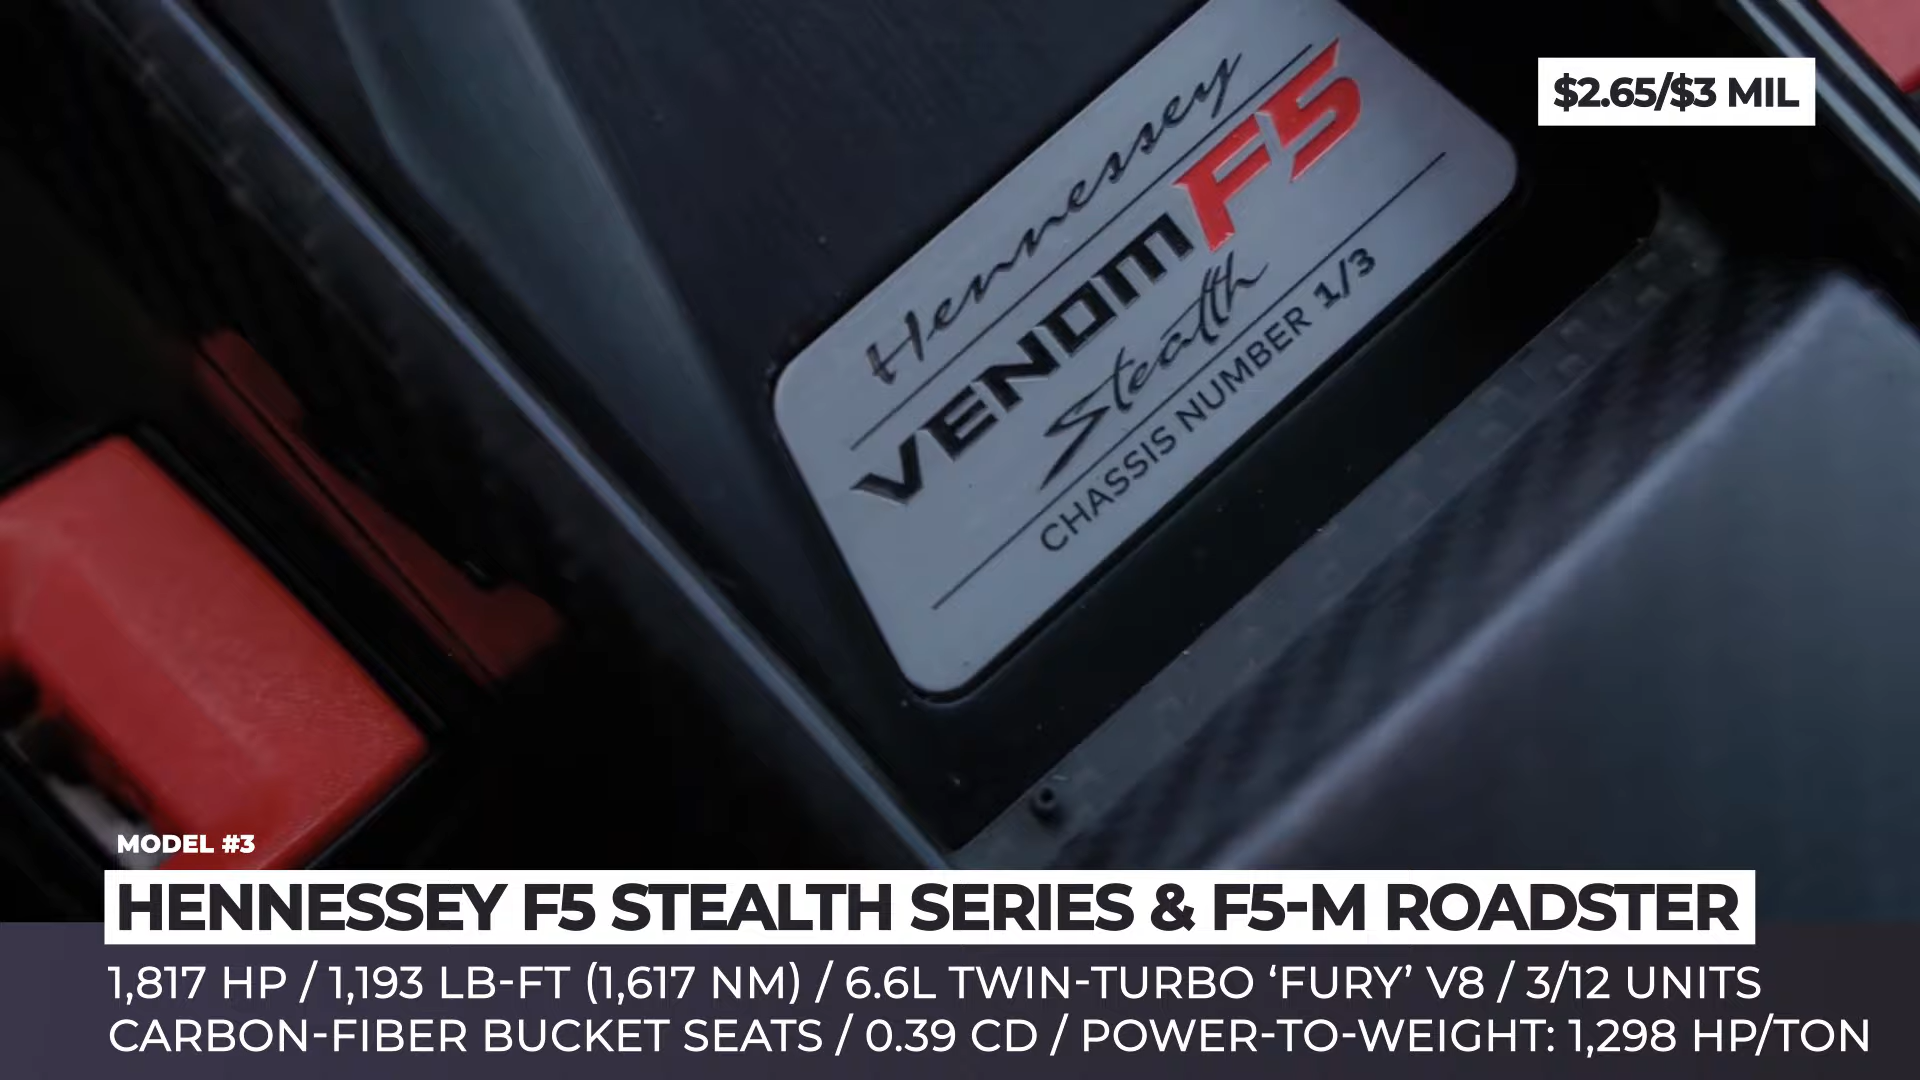 $2.65/$3 MIL
Hennessey
VENOM F5
Stealth
CHASSIS NUMBER 1/3
MODEL #3
HENNESSEY F5 STEALTH SERIES & F5-M ROADSTER
1,817 HP / 1,193 LB-FT (1,617 NM) / 6.6L TWIN-TURBO ‘FURY’ V8 / 3/12 UNITS
CARBON-FIBER BUCKET SEATS / 0.39 CD / POWER-TO-WEIGHT: 1,298 HP/TON